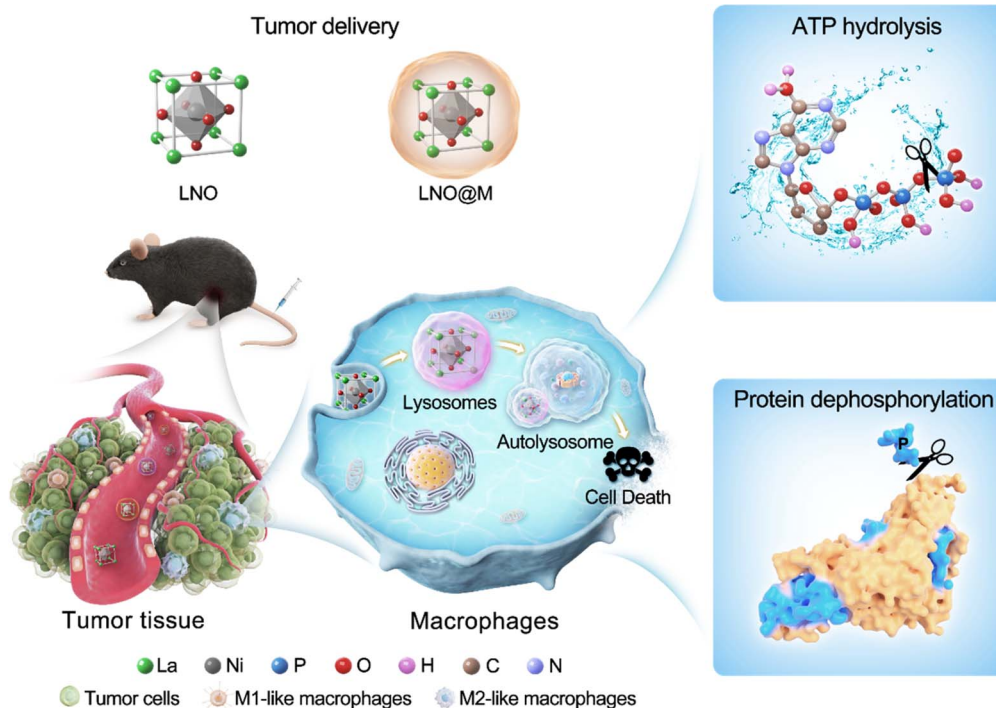 Tumor delivery
LNO
LNO@M
ATP hydrolysis
Lysosomes
Autolysosome
Cell Death
Tumor tissue
Macrophages
Protein dephosphorylation
P
La Ni P O H C N
Tumor cells M1-like macrophages M2-like macrophages